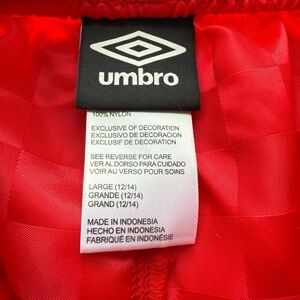 umbro
100% NYLON
EXCLUSIVE OF DECORATION
EXCLUSIVO DE DECORACION
EXCLUSIF DE DECORATION
SEE REVERSE FOR CARE
VER AL DORSO PARA CUIDADO
VOIR AU VERSO POUR SOINS
LARGE (12/14)
GRANDE (12/14)
GRAND (12/14)
MADE IN INDONESIA
HECHO EN INDONESIA
FABRIQUÉ EN INDONÉSIE